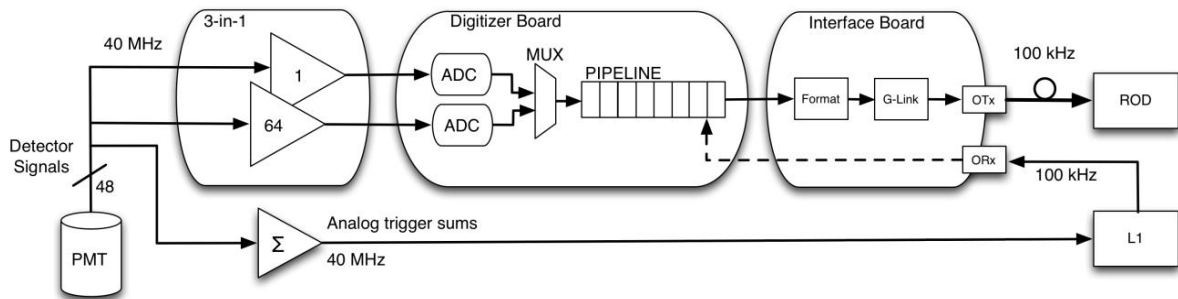 3-in-1
Digitizer Board
Interface Board
40 MHz
MUX
100 kHz
1
ADC
PIPELINE
64
ADC
Format
G-Link
OTx
ROD
Detector
Signals
48
ORx
100 kHz
PMT
Σ
Analog trigger sums
40 MHz
L1